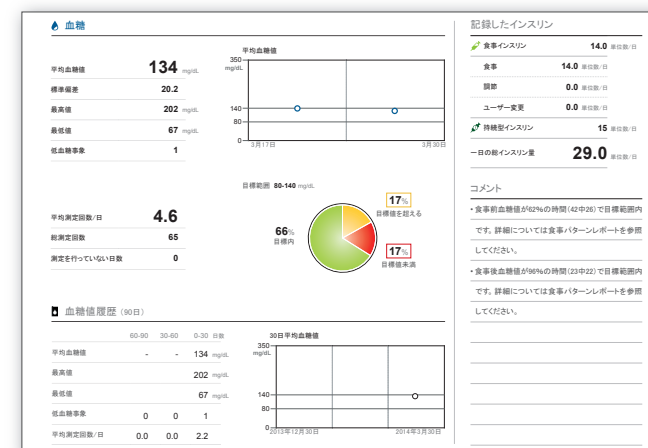 血糖
平均血糖値 134 mg/dL
標準偏差 20.2
最高値 202 mg/dL
最低値 67 mg/dL
低血糖事象 1
平均測定回数/日 4.6
総測定回数 65
測定を行っていない日数 0
平均血糖値
350
mg/dL
140
80
0
3月17日 3月30日
目標範囲 80-140 mg/dL
17%
目標値を超える
66%
目標内
17%
目標値未満
血糖値履歴 (90日)
60-90 30-60 0-30 日数
平均血糖値 - - 134 mg/dL
最高値 202 mg/dL
最低値 67 mg/dL
低血糖事象 0 0 1
平均測定回数/日 0.0 0.0 2.2
30日平均血糖値
350
mg/dL
140
80
0
2013年12月30日 2014年3月30日
記録したインスリン
食事インスリン 14.0 単位数/日
食事 14.0 単位数/日
調節 0.0 単位数/日
ユーザー変更 0.0 単位数/日
持続型インスリン 15 単位数/日
一日の総インスリン量 29.0 単位数/日
コメント
・食事前血糖値が62%の時間(42中26)で目標範囲内
です。詳細については食事パターンレポートを参照
してください。
・食事後血糖値が96%の時間(23中22)で目標範囲内
です。詳細については食事パターンレポートを参照
してください。